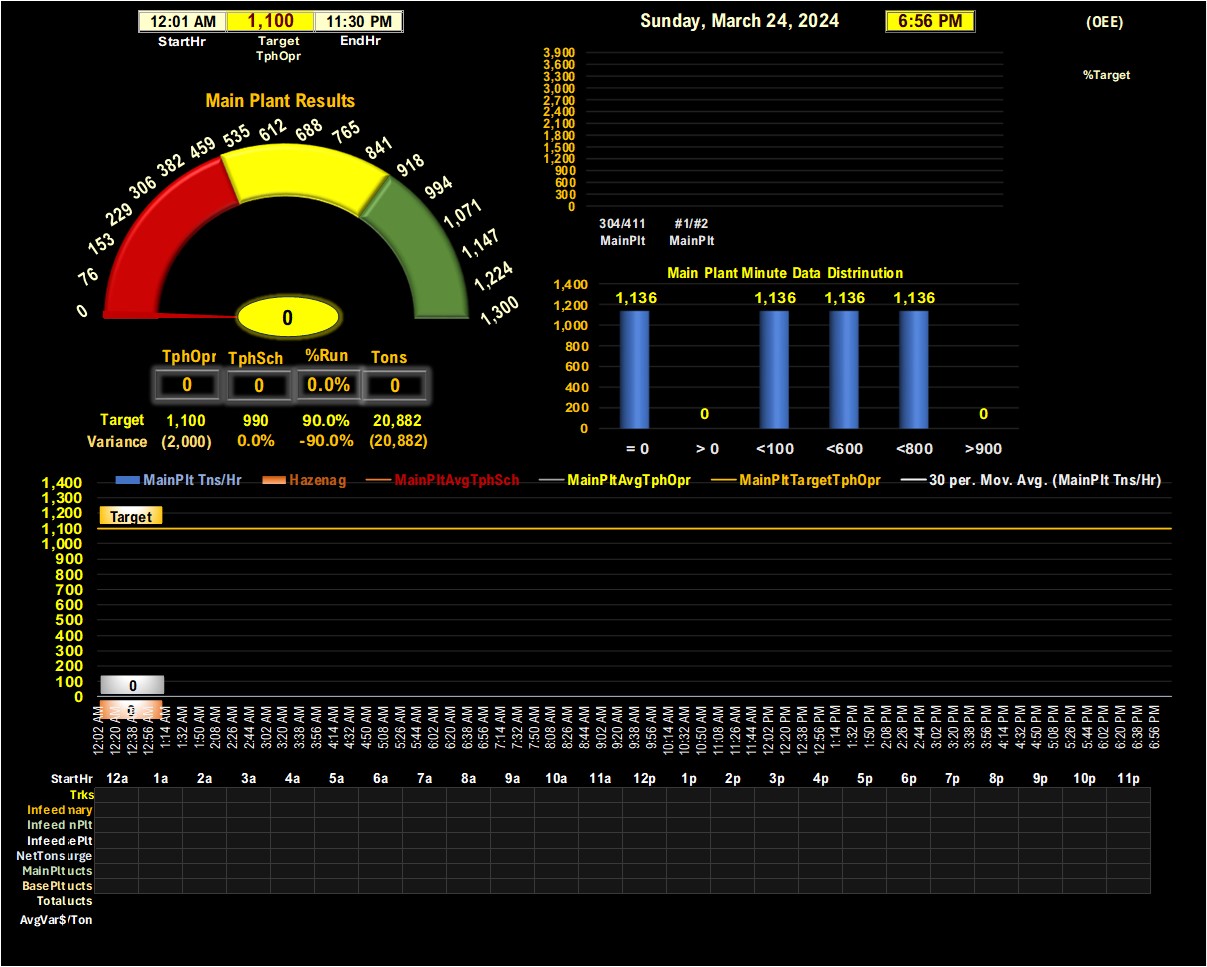 12:01 AM 1,100 11:30 PM
StartHr Target EndHr
TphOpr
Sunday, March 24, 2024 6:56 PM (OEE)
%Target
3,900
3,600
3,300
3,000
2,700
2,400
2,100
1,800
1,500
1,200
900
600
300
0
304/411 #1/#2
MainPlt MainPlt
Main Plant Results
0 76 153 229 306 382 459 535 612 688 765 841 918 994 1,071 1,147 1,224 1,300
0
TphOpr TphSch %Run Tons
0 0 0.0% 0
Target 1,100 990 90.0% 20,882
Variance (2,000) 0.0% -90.0% (20,882)
Main Plant Minute Data Distrinution
1,400
1,200
1,000
800
600
400
200
0
1,136 0 1,136 1,136 1,136 0
= 0 > 0 <100 <600 <800 >900
MainPlt Tns/Hr Hazenag MainPltAvgTphSch MainPltAvgTphOpr MainPltTargetTphOpr 30 per. Mov. Avg. (MainPlt Tns/Hr)
1,400
1,300
1,200
1,100
1,000
900
800
700
600
500
400
300
200
100
0
Target
0
0
12:02 AM 12:20 AM 12:38 AM 12:56 AM 1:14 AM 1:32 AM 1:50 AM 2:08 AM 2:26 AM 2:44 AM 3:02 AM 3:20 AM 3:38 AM 3:56 AM 4:14 AM 4:32 AM 4:50 AM 5:08 AM 5:26 AM 5:44 AM 6:02 AM 6:20 AM 6:38 AM 6:56 AM 7:14 AM 7:32 AM 7:50 AM 8:08 AM 8:26 AM 8:44 AM 9:02 AM 9:20 AM 9:38 AM 9:56 AM 10:14 AM 10:32 AM 10:50 AM 11:08 AM 11:26 AM 11:44 AM 12:02 PM 12:20 PM 12:38 PM 12:56 PM 1:14 PM 1:32 PM 1:50 PM 2:08 PM 2:26 PM 2:44 PM 3:02 PM 3:20 PM 3:38 PM 3:56 PM 4:14 PM 4:32 PM 4:50 PM 5:08 PM 5:26 PM 5:44 PM 6:02 PM 6:20 PM 6:38 PM 6:56 PM
StartHr 12a 1a 2a 3a 4a 5a 6a 7a 8a 9a 10a 11a 12p 1p 2p 3p 4p 5p 6p 7p 8p 9p 10p 11p
Trks
Infeed nary
Infeed nPlt
Infeed ePlt
NetTons urge
MainPlt ucts
BasePlt ucts
Total ucts
AvgVar$/Ton